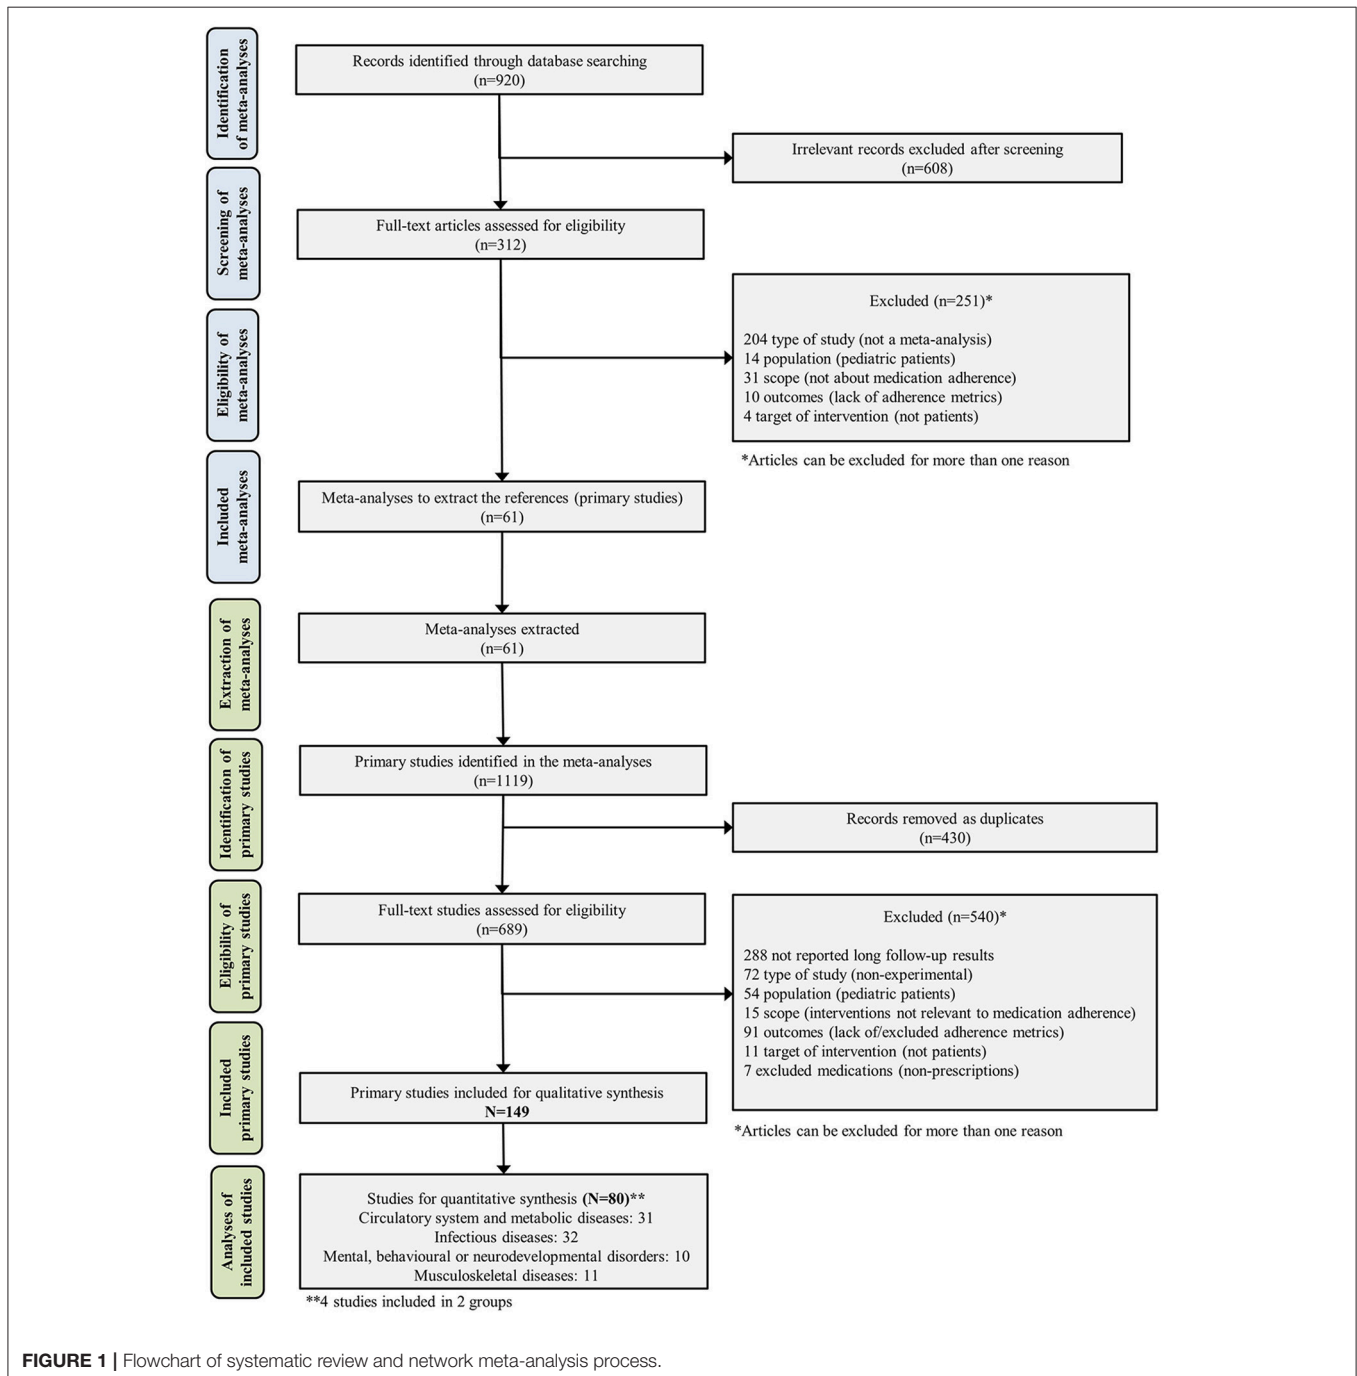 Identification
of meta-analyses
Records identified through database searching
(n=920)
Irrelevant records excluded after screening
(n=608)
Screening of
meta-analyses
Full-text articles assessed for eligibility
(n=312)
Eligibility of
meta-analyses
Excluded (n=251)*
204 type of study (not a meta-analysis)
14 population (pediatric patients)
31 scope (not about medication adherence)
10 outcomes (lack of adherence metrics)
4 target of intervention (not patients)
*Articles can be excluded for more than one reason
Included
meta-analyses
Meta-analyses to extract the references (primary studies)
(n=61)
Extraction of
meta-analyses
Meta-analyses extracted
(n=61)
Identification of
primary studies
Primary studies identified in the meta-analyses
(n=1119)
Records removed as duplicates
(n=430)
Eligibility of
primary studies
Full-text studies assessed for eligibility
(n=689)
Excluded (n=540)*
288 not reported long follow-up results
72 type of study (non-experimental)
54 population (pediatric patients)
15 scope (interventions not relevant to medication adherence)
91 outcomes (lack of/excluded adherence metrics)
11 target of intervention (not patients)
7 excluded medications (non-prescriptions)
*Articles can be excluded for more than one reason
Included
primary studies
Primary studies included for qualitative synthesis
N=149
Analyses of
included studies
Studies for quantitative synthesis (N=80)**
Circulatory system and metabolic diseases: 31
Infectious diseases: 32
Mental, behavioural or neurodevelopmental disorders: 10
Musculoskeletal diseases: 11
**4 studies included in 2 groups
FIGURE 1 | Flowchart of systematic review and network meta-analysis process.